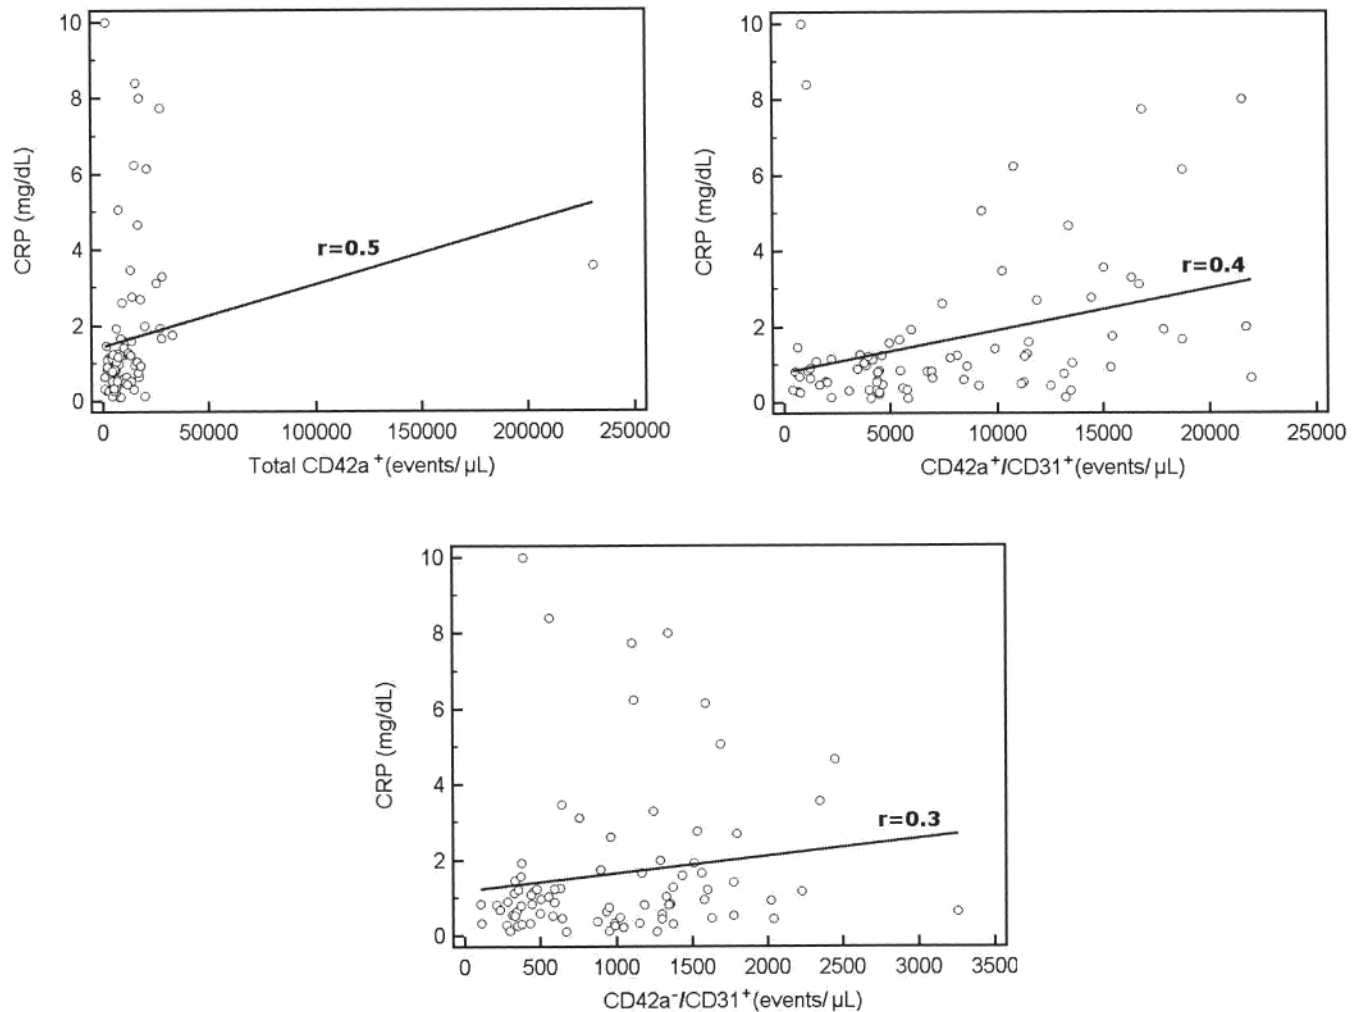 10
8
6
4
2
0
CRP (mg/dL)
r=0.5
0 50000 100000 150000 200000 250000
Total CD42a⁺(events/ µL)
10
8
6
4
2
0
CRP (mg/dL)
r=0.4
0 5000 10000 15000 20000 25000
CD42a⁺/CD31⁺(events/ µL)
10
8
6
4
2
0
CRP (mg/dL)
r=0.3
0 500 1000 1500 2000 2500 3000 3500
CD42a⁻/CD31⁺(events/ µL)